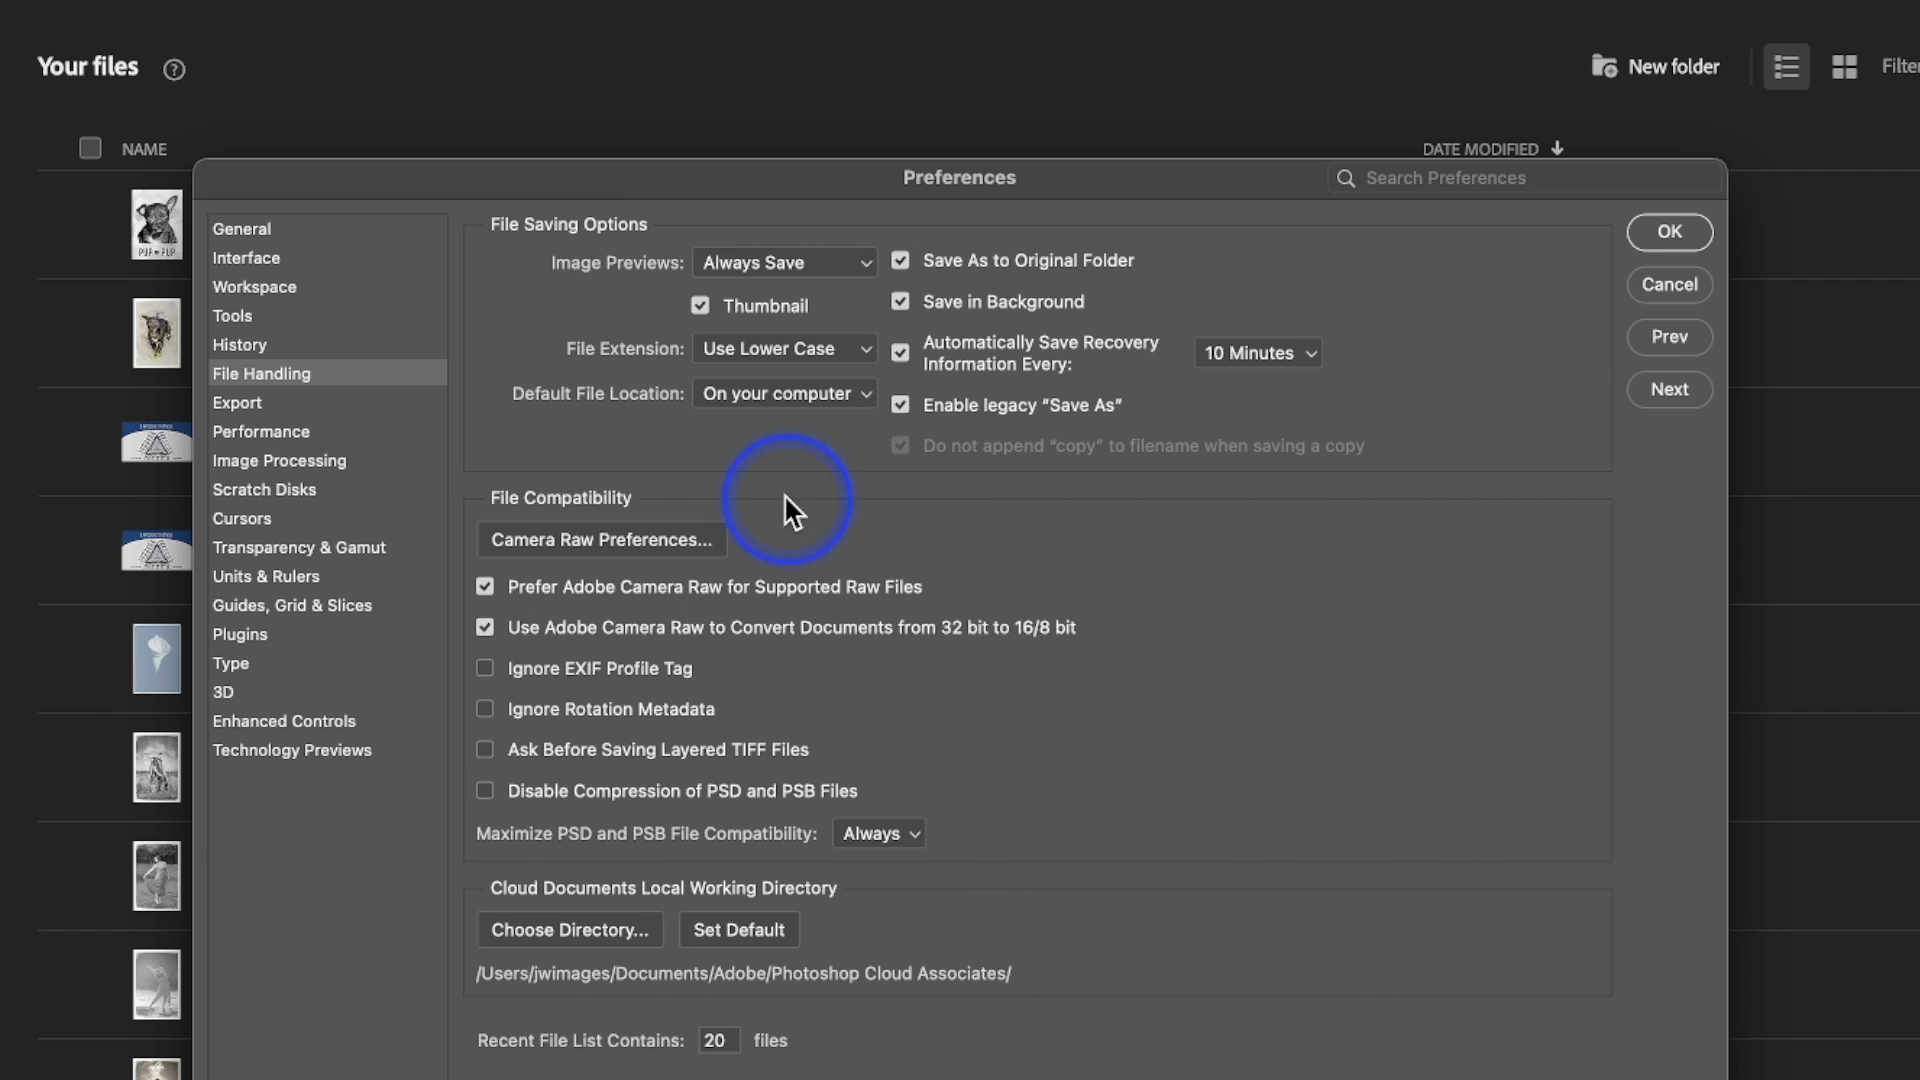 Your files
?
New folder
Filter
NAME
DATE MODIFIED
Preferences
Search Preferences
General
Interface
Workspace
Tools
History
File Handling
Export
Performance
Image Processing
Scratch Disks
Cursors
Transparency & Gamut
Units & Rulers
Guides, Grid & Slices
Plugins
Type
3D
Enhanced Controls
Technology Previews
File Saving Options
Image Previews: Always Save
Thumbnail
File Extension: Use Lower Case
Default File Location: On your computer
Save As to Original Folder
Save in Background
Automatically Save Recovery
Information Every:
10 Minutes
Enable legacy “Save As”
Do not append “copy” to filename when saving a copy
File Compatibility
Camera Raw Preferences...
Prefer Adobe Camera Raw for Supported Raw Files
Use Adobe Camera Raw to Convert Documents from 32 bit to 16/8 bit
Ignore EXIF Profile Tag
Ignore Rotation Metadata
Ask Before Saving Layered TIFF Files
Disable Compression of PSD and PSB Files
Maximize PSD and PSB File Compatibility: Always
Cloud Documents Local Working Directory
Choose Directory... Set Default
/Users/jwimages/Documents/Adobe/Photoshop Cloud Associates/
Recent File List Contains: 20 files
OK
Cancel
Prev
Next